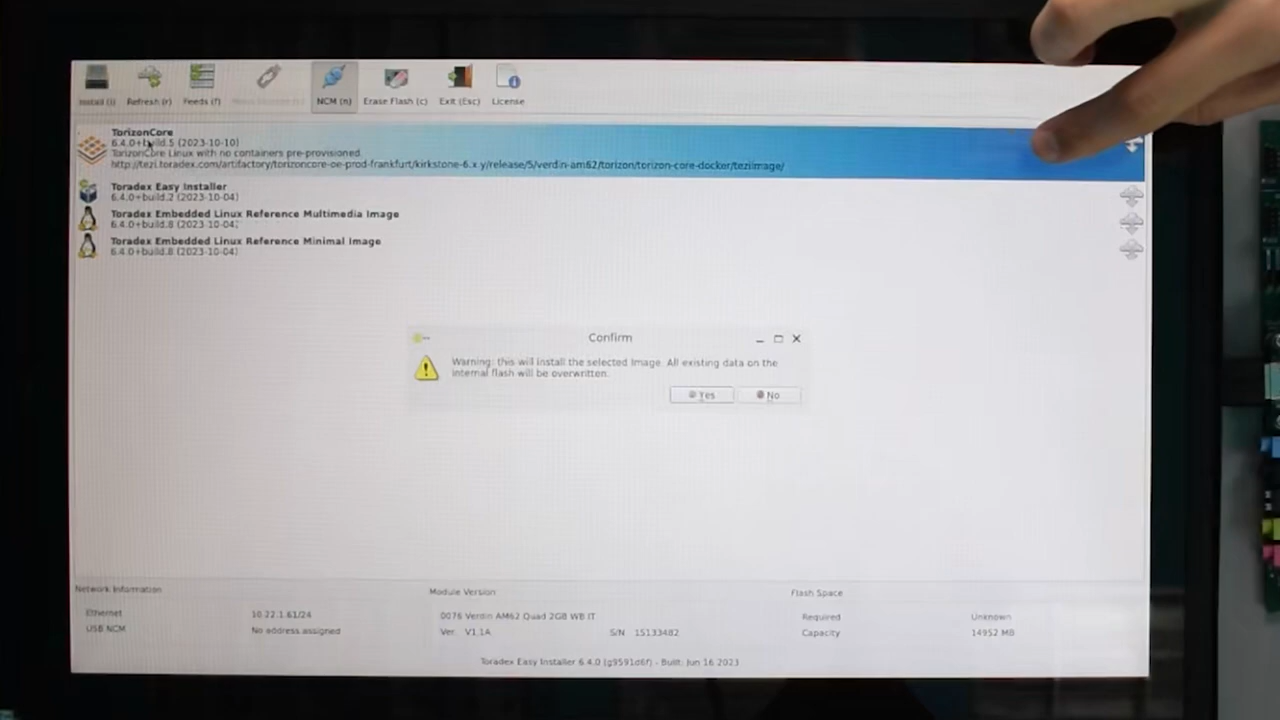 Install (I) Refresh (r) Feeds (f) NCM (n) Erase Flash (c) Exit (Esc) License
TorizonCore
6.4.0+build.5 (2023-10-10)
TorizonCore Linux with no containers pre-provisioned.
http://tezi.toradex.com/artifactory/torizoncore-oe-prod-frankfurt/kirkstone-6.x.y/release/5/verdin-am62/torizon/torizon-core-docker/teziimage/
Toradex Easy Installer
6.4.0+build.2 (2023-10-04)
Toradex Embedded Linux Reference Multimedia Image
6.4.0+build.8 (2023-10-04)
Toradex Embedded Linux Reference Minimal Image
6.4.0+build.8 (2023-10-04)
Confirm
Warning: this will install the selected Image. All existing data on the
internal flash will be overwritten.
Yes No
Network Information Module Version Flash Space
Ethernet 10.22.1.61/24 0076 Verdin AM62 Quad 2GB WB IT Required Unknown
USB NCM No address assigned Ver. V1.1A S/N 15133482 Capacity 14952 MB
Toradex Easy Installer 6.4.0 (g9591d6f) - Built: Jun 16 2023